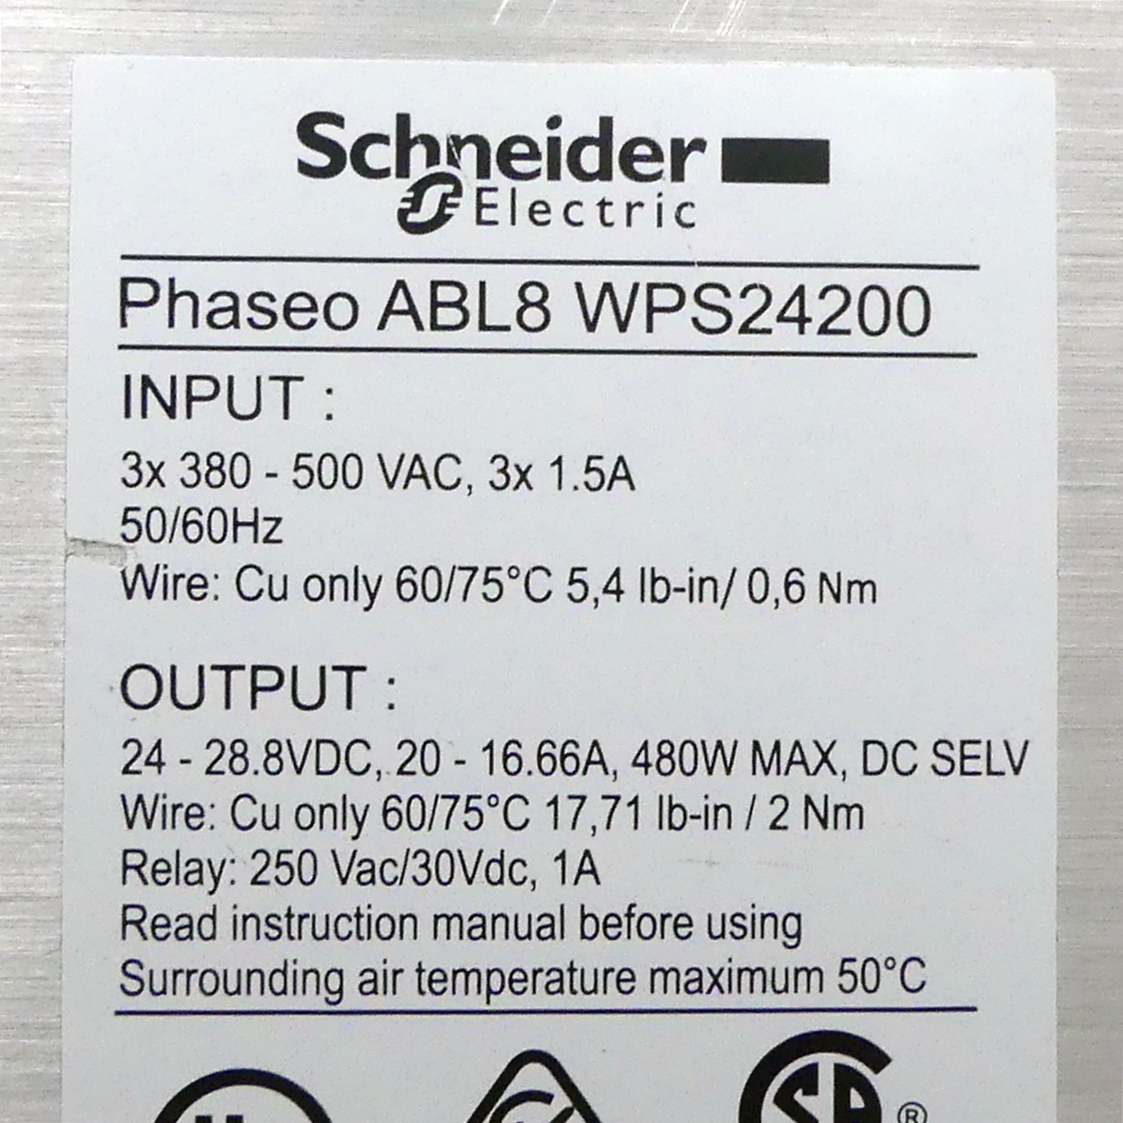 Schneider
Electric
Phaseo ABL8 WPS24200
INPUT :
3x 380 - 500 VAC, 3x 1.5A
50/60Hz
Wire: Cu only 60/75°C 5,4 lb-in/ 0,6 Nm
OUTPUT :
24 - 28.8VDC, 20 - 16.66A, 480W MAX, DC SELV
Wire: Cu only 60/75°C 17,71 lb-in / 2 Nm
Relay: 250 Vac/30Vdc, 1A
Read instruction manual before using
Surrounding air temperature maximum 50°C
®